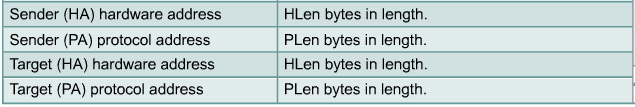 Sender (HA) hardware address HLen bytes in length.
Sender (PA) protocol address PLen bytes in length.
Target (HA) hardware address HLen bytes in length.
Target (PA) protocol address PLen bytes in length.